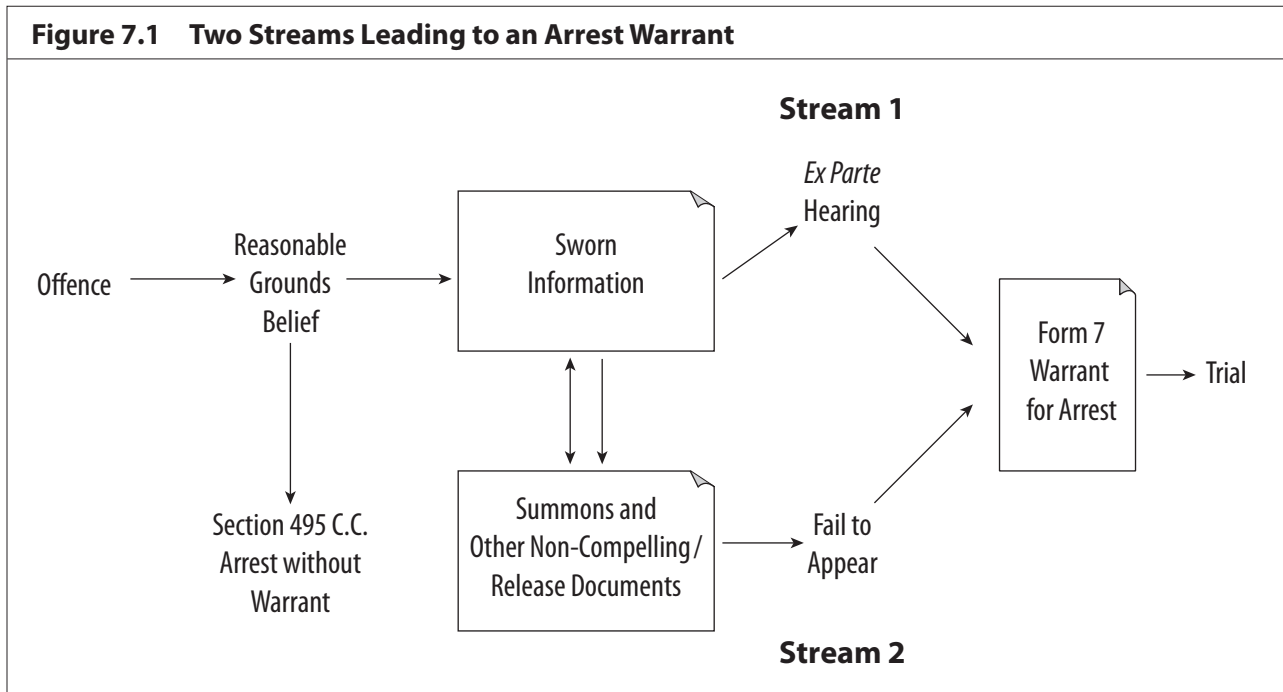 Figure 7.1 Two Streams Leading to an Arrest Warrant
Stream 1
Ex Parte
Hearing
Offence
Reasonable
Grounds
Belief
Sworn
Information
Form 7
Warrant
for Arrest
Trial
Section 495 C.C.
Arrest without
Warrant
Summons and
Other Non-Compelling/
Release Documents
Fail to
Appear
Stream 2